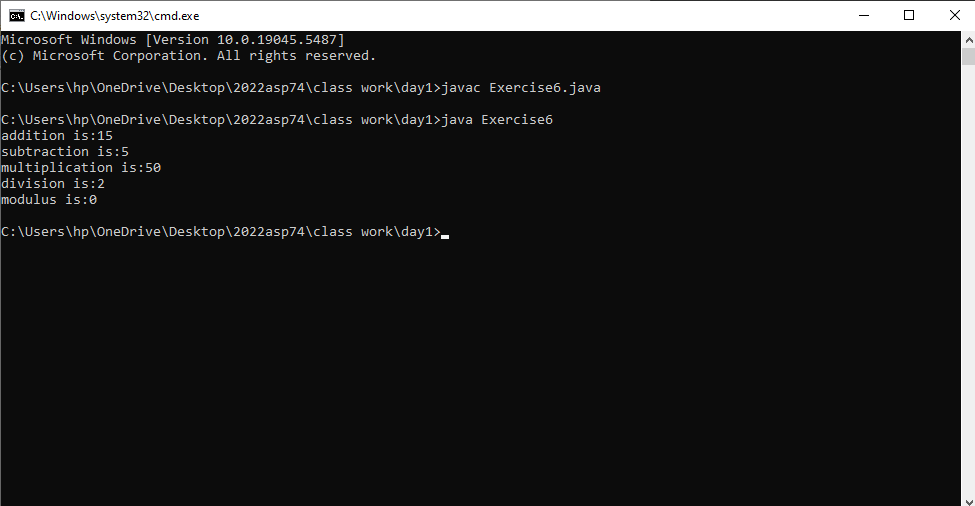 C:\Windows\system32\cmd.exe
Microsoft Windows [Version 10.0.19045.5487]
(c) Microsoft Corporation. All rights reserved.
C:\Users\hp\OneDrive\Desktop\2022asp74\class work\day1>javac Exercise6.java
C:\Users\hp\OneDrive\Desktop\2022asp74\class work\day1>java Exercise6
addition is:15
subtraction is:5
multiplication is:50
division is:2
modulus is:0
C:\Users\hp\OneDrive\Desktop\2022asp74\class work\day1>